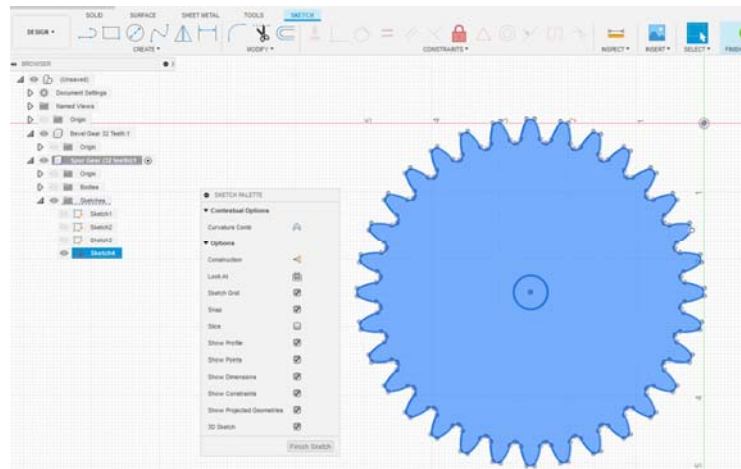 SOLID SURFACE SHEET METAL TOOLS SKETCH
DESIGN
CREATE MODIFY CONSTRAINTS INSPECT INSERT SELECT FINISH
BROWSER
(Unsaved)
Document Settings
Named Views
Origin
Bevel Gear 32 Teeth:1
Origin
Spur Gear (32 teeth):1
Origin
Bodies
Sketches
Sketch1
Sketch2
Sketch3
Sketch4
SKETCH PALETTE
Contextual Options
Curvature Comb
Options
Construction
Look At
Sketch Grid
Snap
Slice
Show Profile
Show Points
Show Dimensions
Show Constraints
Show Projected Geometries
3D Sketch
Finish Sketch